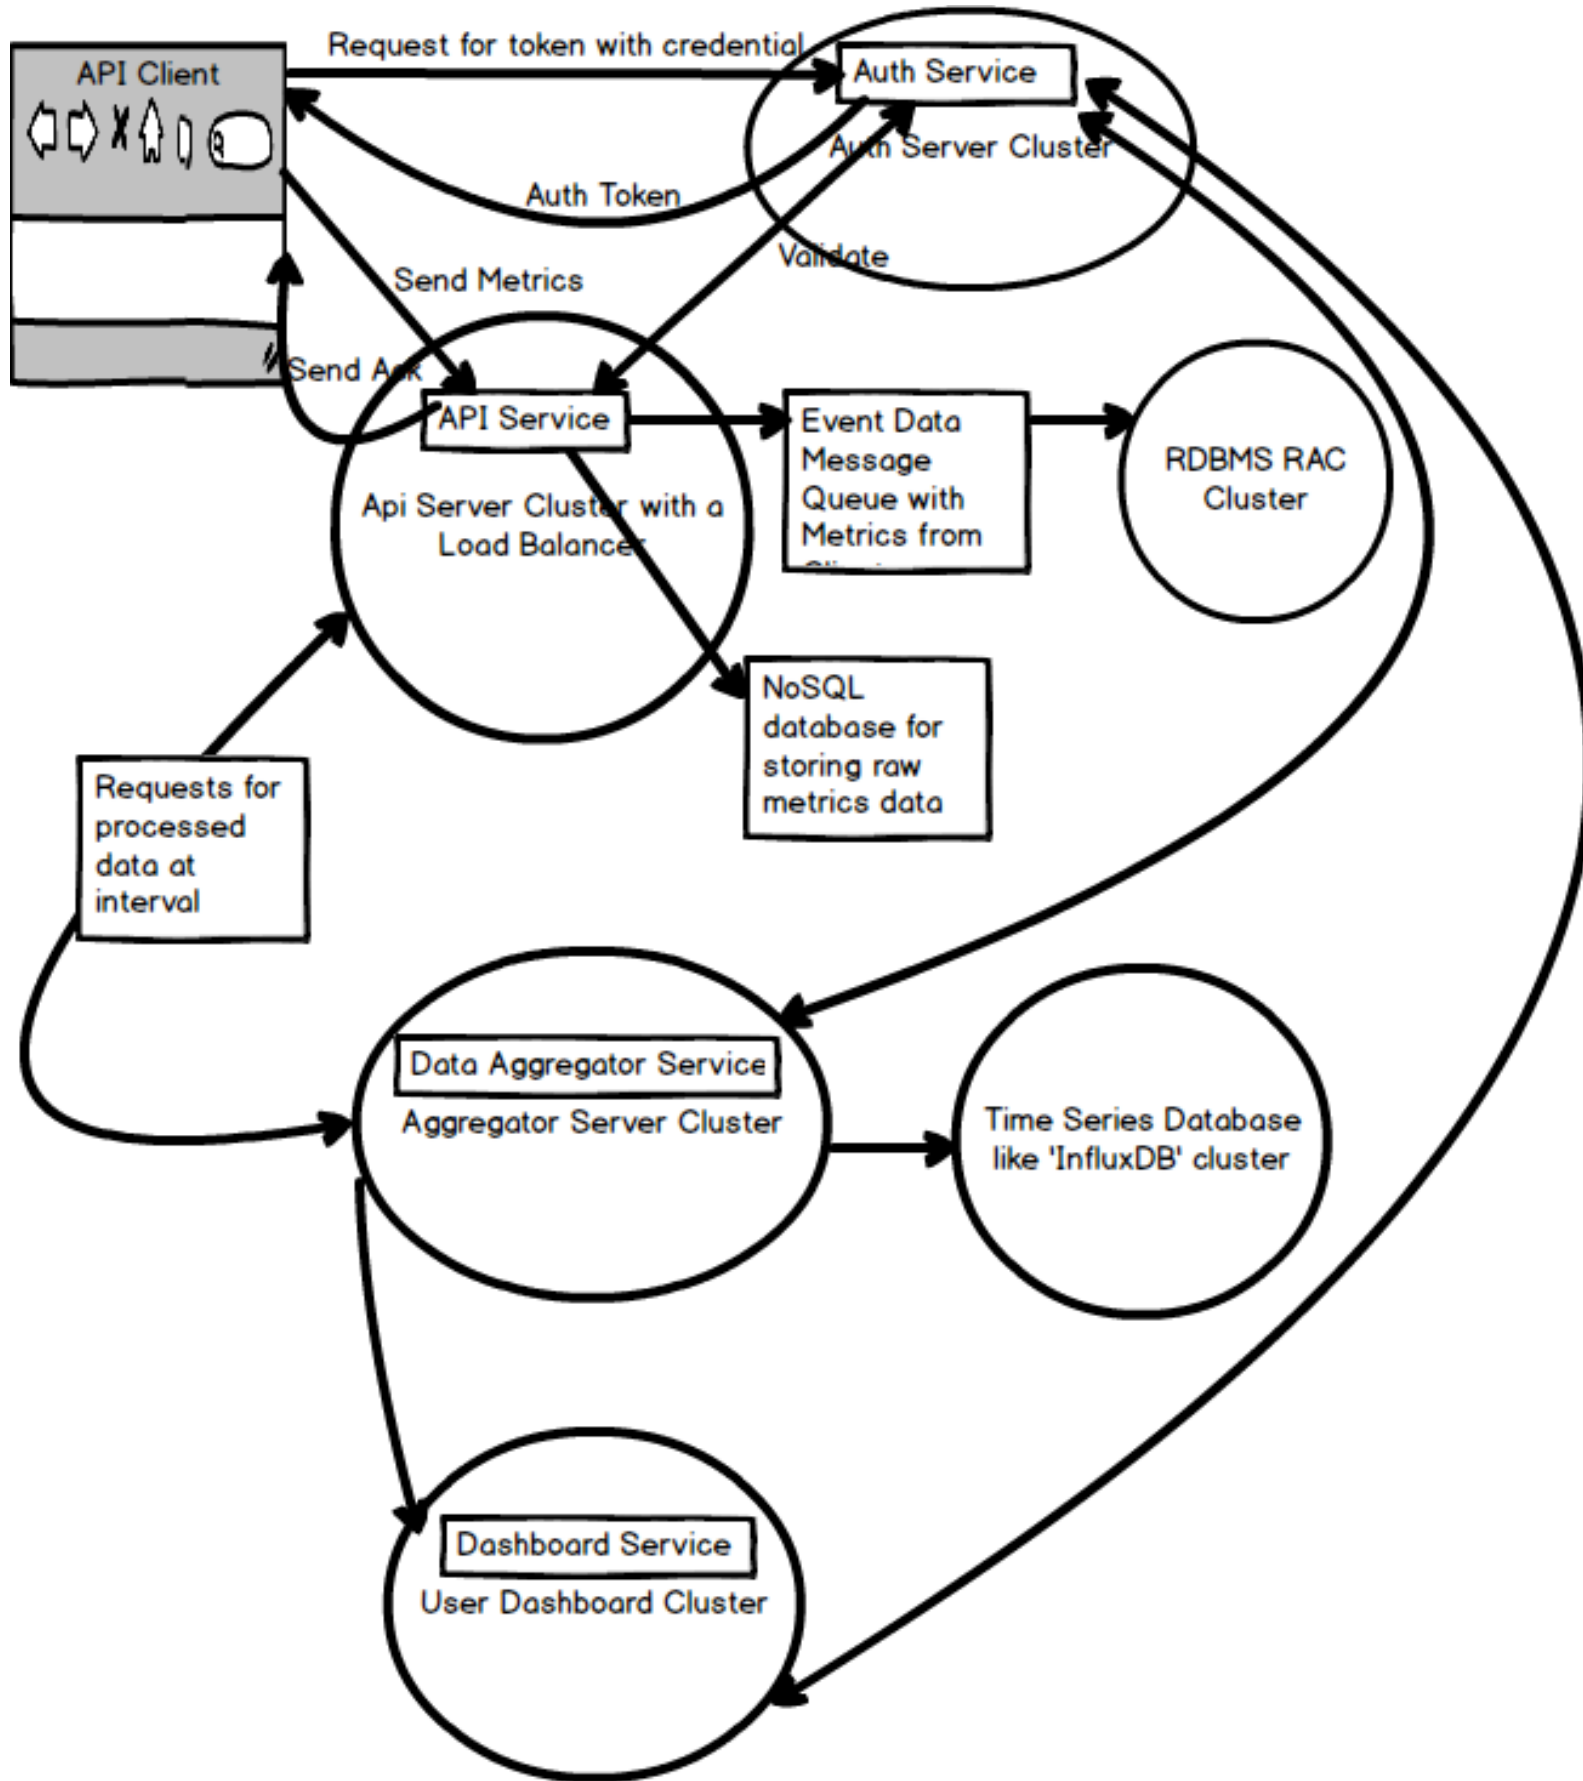 Request for token with credential
API Client
Auth Service
Auth Server Cluster
Auth Token
Validate
Send Metrics
Send Ack
API Service
Api Server Cluster with a
Load Balancer
Event Data
Message
Queue with
Metrics from
RDBMS RAC
Cluster
NoSQL
database for
storing raw
metrics data
Requests for
processed
data at
interval
Data Aggregator Service
Aggregator Server Cluster
Time Series Database
like 'InfluxDB' cluster
Dashboard Service
User Dashboard Cluster